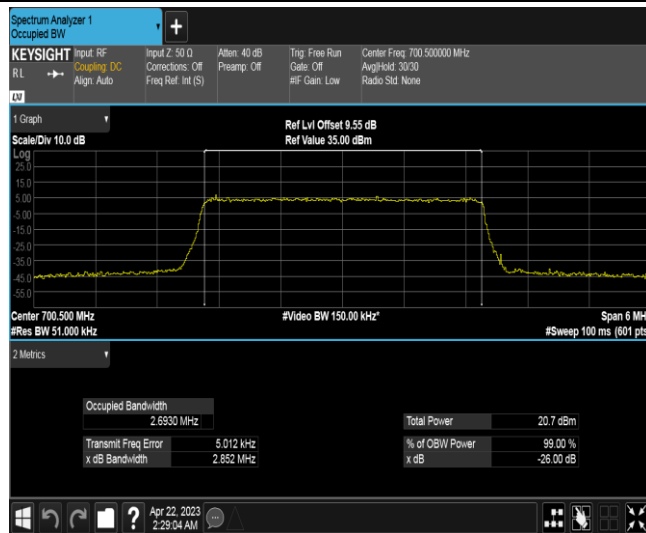 Spectrum Analyzer 1
Occupied BW
+
KEYSIGHT
RL
Input: RF
Coupling: DC
Align: Auto
Input Z: 50 Ω
Corrections: Off
Freq Ref: Int (S)
Atten: 40 dB
Preamp: Off
Trig: Free Run
Gate: Off
#IF Gain: Low
Center Freq: 700.500000 MHz
Avg|Hold: 30/30
Radio Std: None
1 Graph
Scale/Div 10.0 dB
Ref Lvl Offset 9.55 dB
Ref Value 35.00 dBm
Log
25.0
15.0
5.00
-5.00
-15.0
-25.0
-35.0
-45.0
-55.0
Center 700.500 MHz
#Res BW 51.000 kHz
#Video BW 150.00 kHz*
Span 6 MH
#Sweep 100 ms (601 pts
2 Metrics
Occupied Bandwidth
2.6930 MHz
Transmit Freq Error 5.012 kHz
x dB Bandwidth 2.852 MHz
Total Power 20.7 dBm
% of OBW Power 99.00 %
x dB -26.00 dB
?
Apr 22, 2023
2:29:04 AM